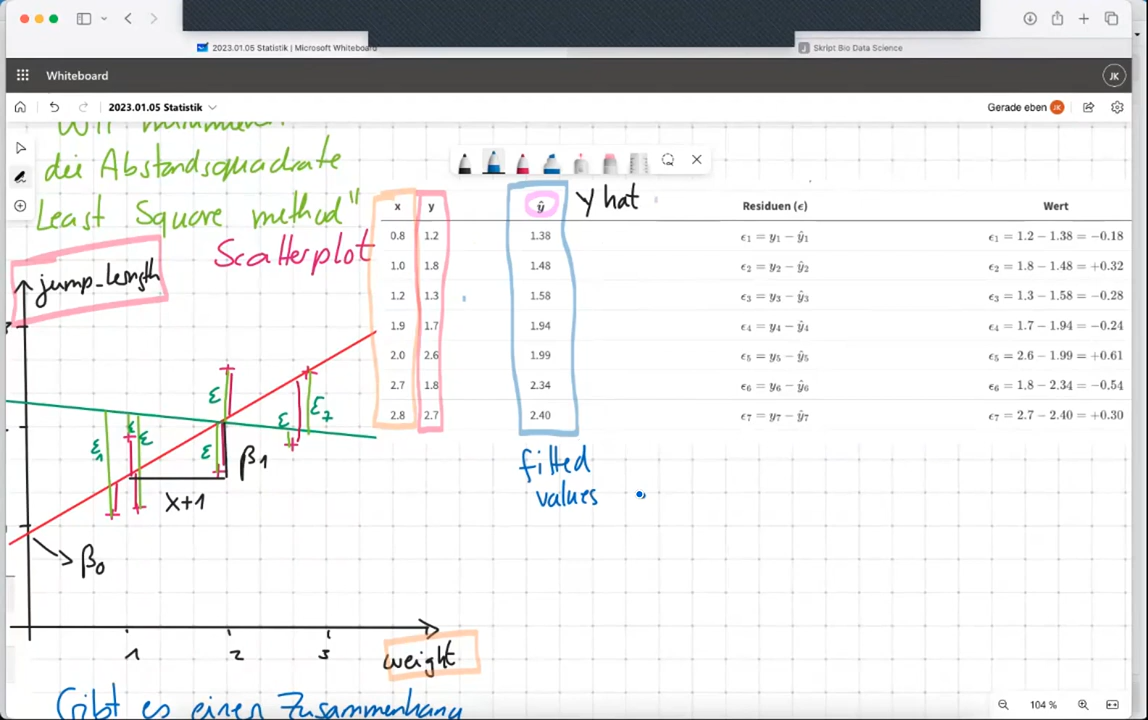 2023.01.05 Statistik | Microsoft Whiteboard
Skript Bio Data Science
Whiteboard
JK
2023.01.05 Statistik
Gerade eben JK
die Abstandsquadrate
Least Square method"
Scatterplot
jump_length
x y ŷ y hat Residuen (ϵ) Wert
0.8 1.2 1.38 ϵ₁ = y₁ − ŷ₁ ϵ₁ = 1.2 − 1.38 = −0.18
1.0 1.8 1.48 ϵ₂ = y₂ − ŷ₂ ϵ₂ = 1.8 − 1.48 = +0.32
1.2 1.3 1.58 ϵ₃ = y₃ − ŷ₃ ϵ₃ = 1.3 − 1.58 = −0.28
1.9 1.7 1.94 ϵ₄ = y₄ − ŷ₄ ϵ₄ = 1.7 − 1.94 = −0.24
2.0 2.6 1.99 ϵ₅ = y₅ − ŷ₅ ϵ₅ = 2.6 − 1.99 = +0.61
2.7 1.8 2.34 ϵ₆ = y₆ − ŷ₆ ϵ₆ = 1.8 − 2.34 = −0.54
2.8 2.7 2.40 ϵ₇ = y₇ − ŷ₇ ϵ₇ = 2.7 − 2.40 = +0.30
ε
ε ε₇
ε₁ ε ε ε
β₁
x+1
β₀
fitted
values
1 2 3
weight
Gibt es einen Zusammenhang
104 %